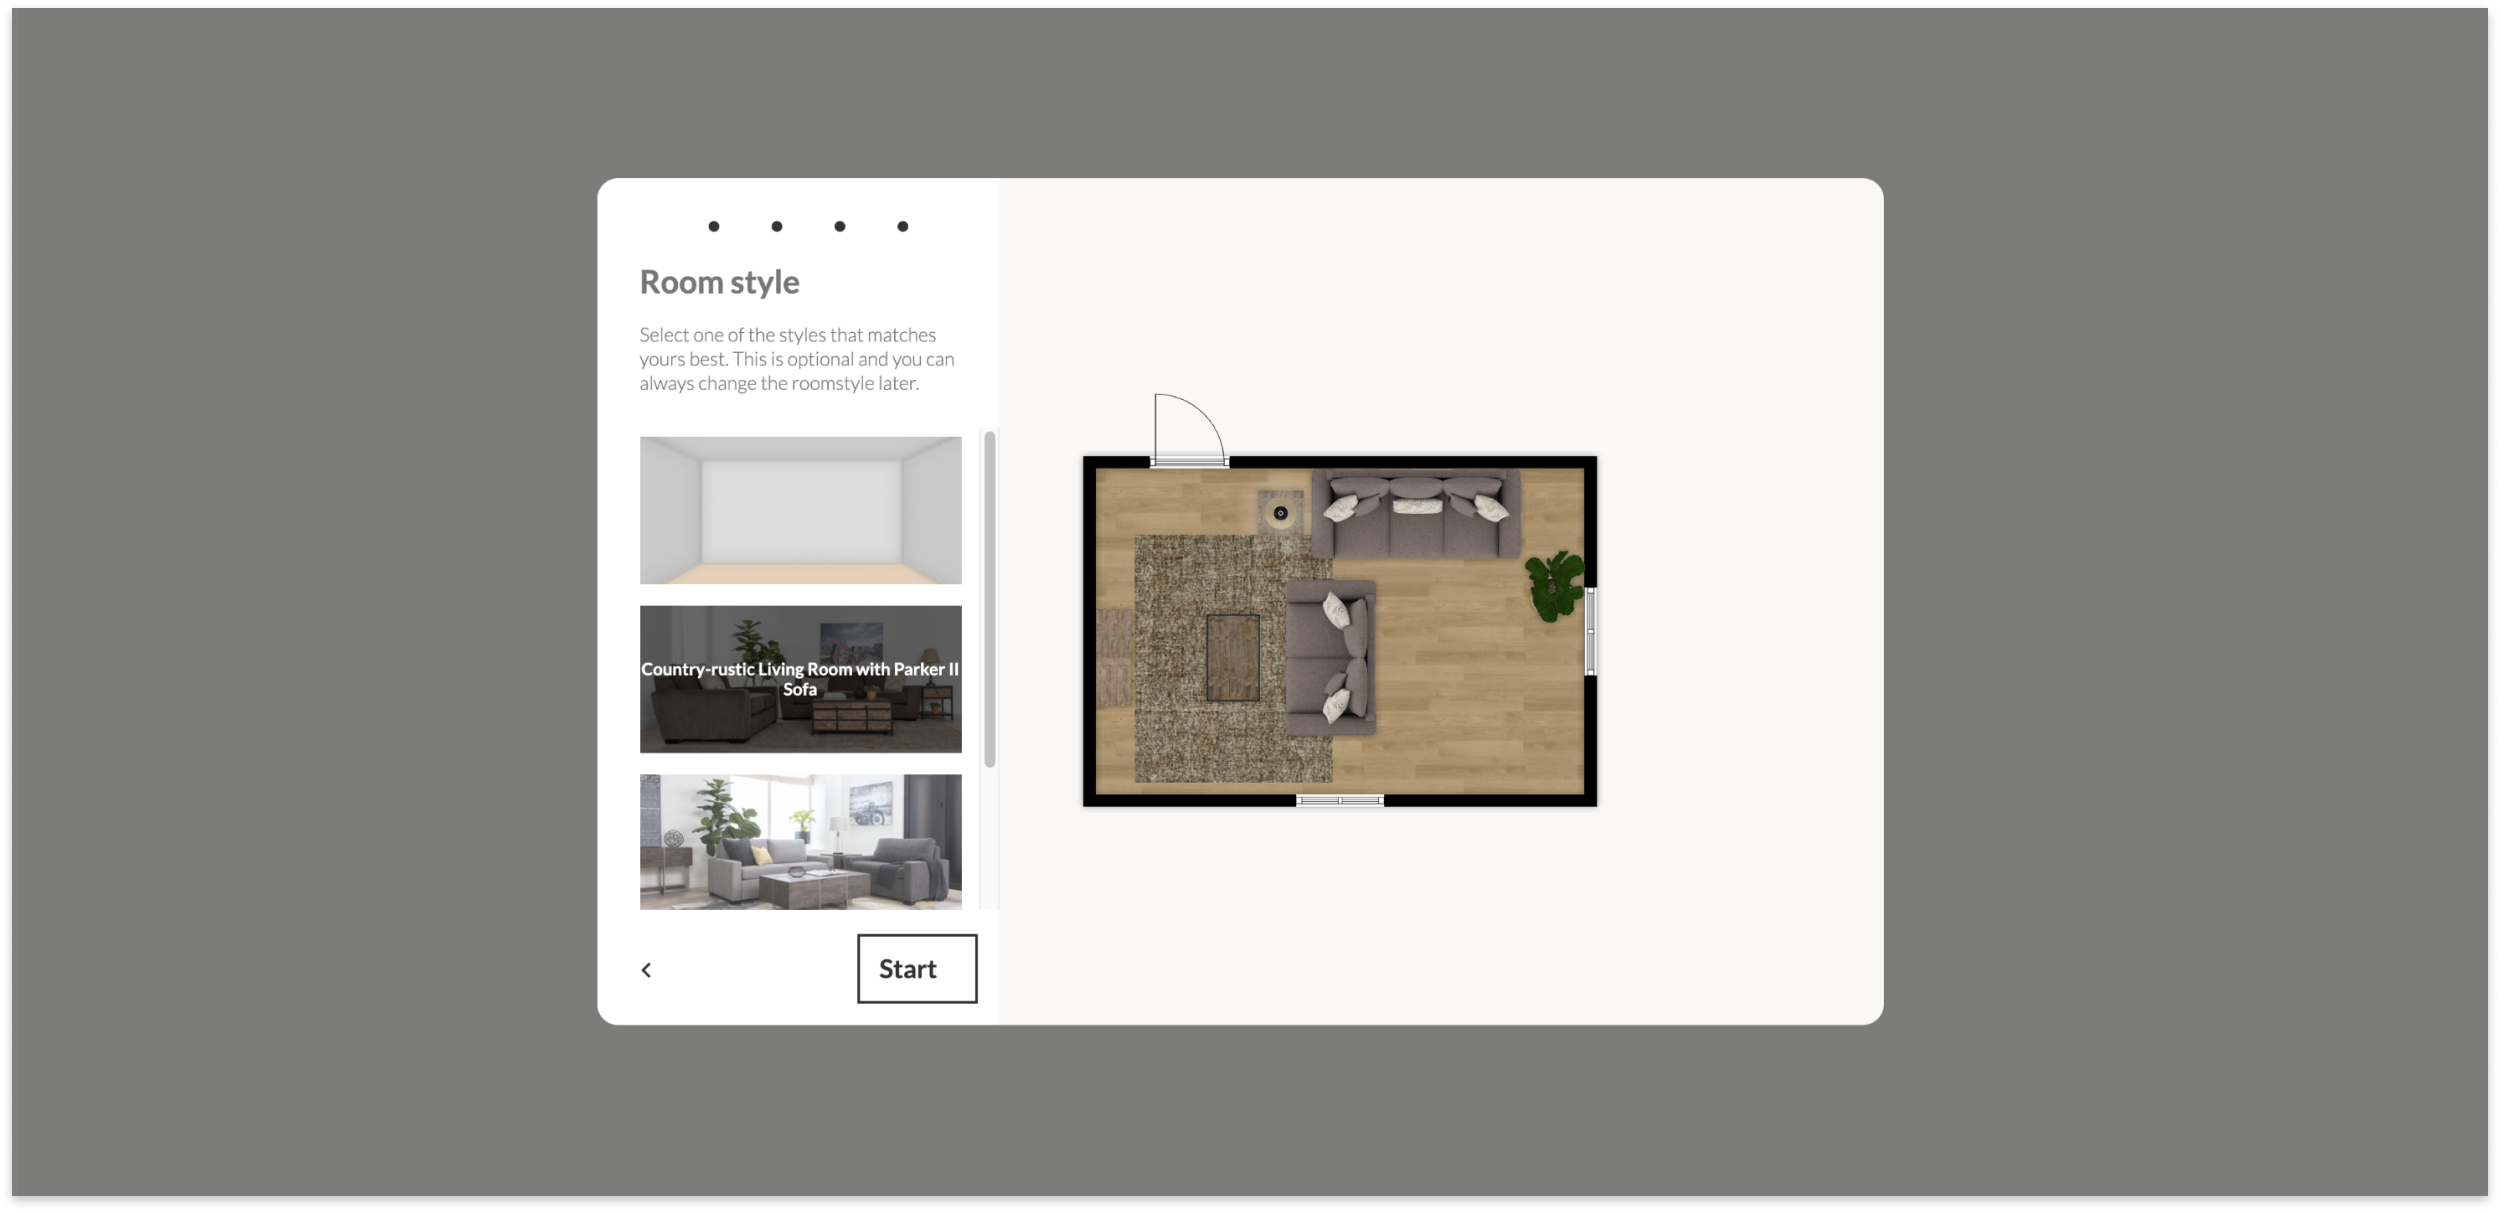 Room style
Select one of the styles that matches
yours best. This is optional and you can
always change the roomstyle later.
Country-rustic Living Room with Parker II
Sofa
Start